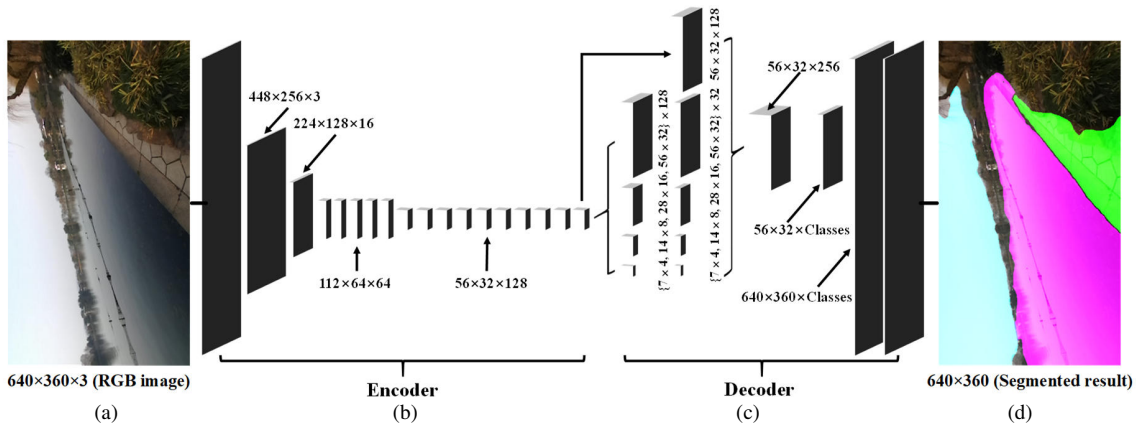 448×256×3
224×128×16
112×64×64
56×32×128
{7 × 4, 14 × 8, 28 × 16, 56 × 32} × 128
{7 × 4, 14 × 8, 28 × 16, 56 × 32} × 32
56 × 32 × 128
56×32×256
56×32×Classes
640×360×Classes
640×360×3 (RGB image)
Encoder
Decoder
640×360 (Segmented result)
(a)
(b)
(c)
(d)